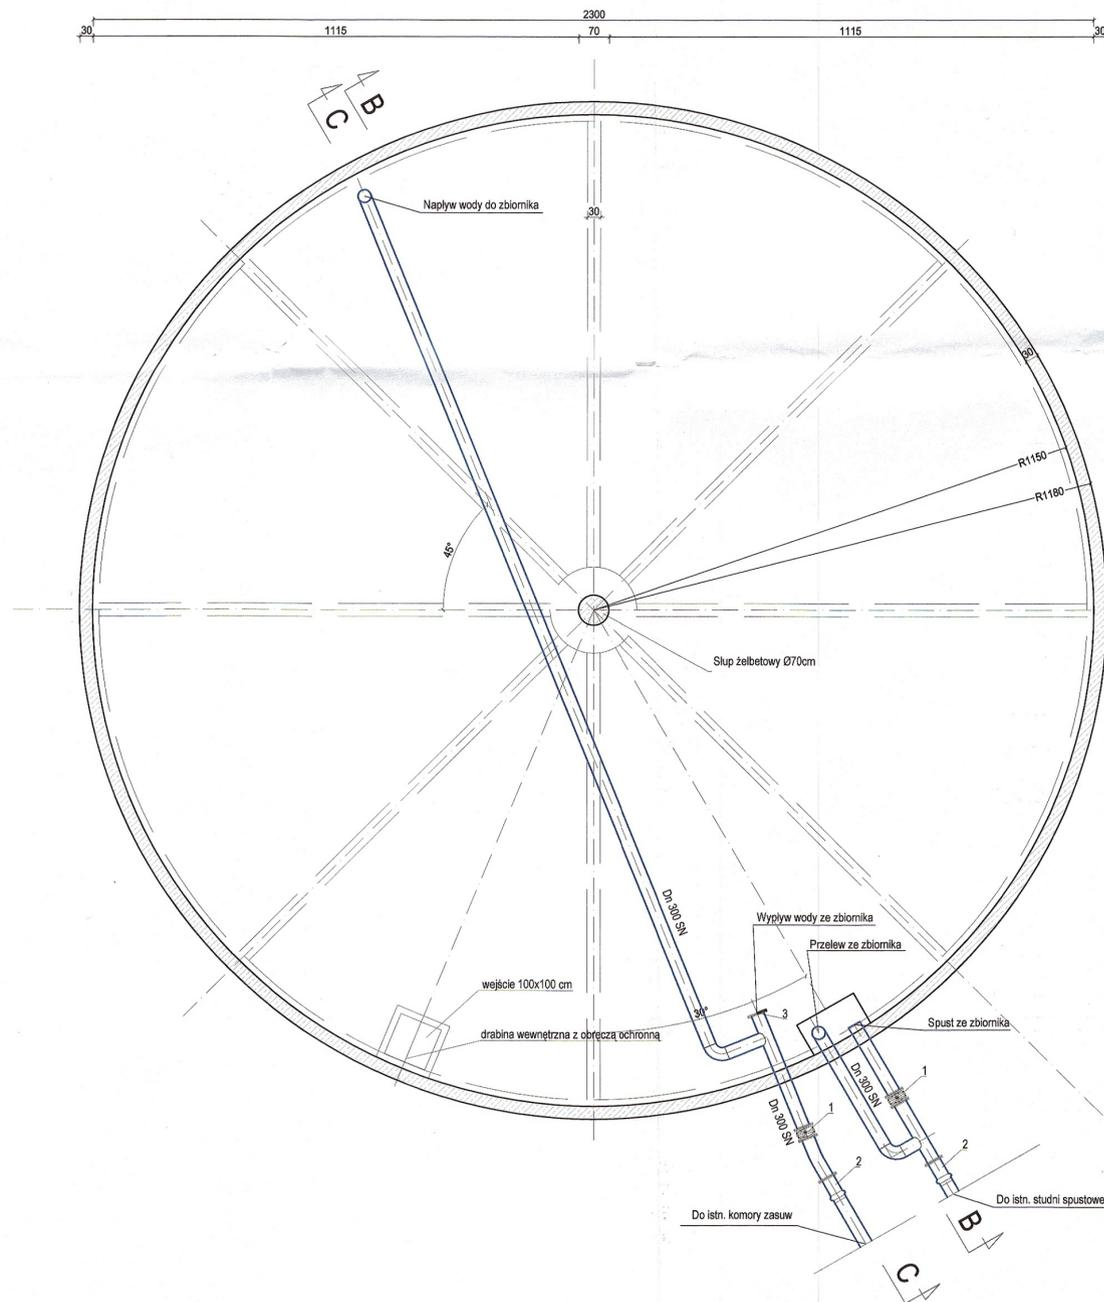 2300
30 1115 70 1115 30
C B
Napływ wody do zbiornika
30
30
R1150
R1180
45°
Słup żelbetowy Ø70cm
Dn 300 SN
Wypływ wody ze zbiornika
Przelew ze zbiornika
wejście 100x100 cm
30°
3
Spust ze zbiornika
drabina wewnętrzna z obręczą ochronną
Dn 300 SN
1
Dn 300 SN
1
2
2
Do istn. studni spustowe
Do istn. komory zasuw
B
C